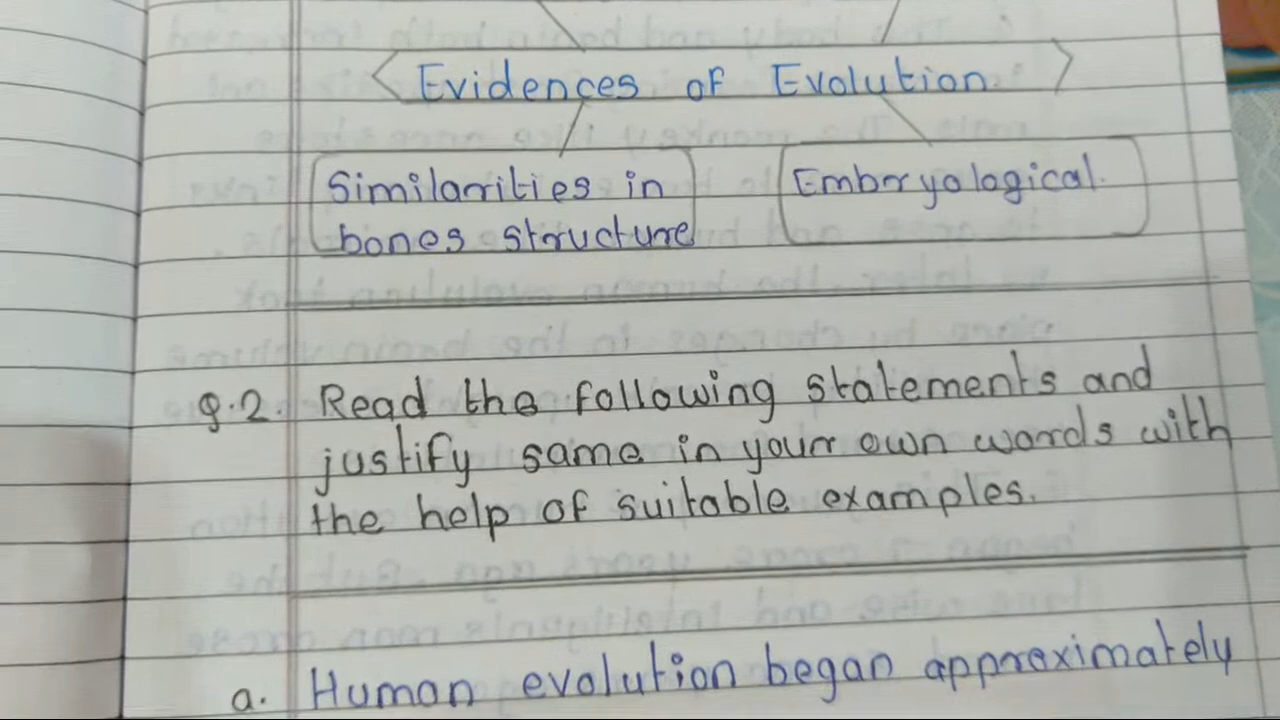 Evidences of Evolution.
Similarities in
bones structure
Embryological.
Q.2. Read the following statements and
justify same in your own words with
the help of suitable examples.
a. Human evolution began approximately